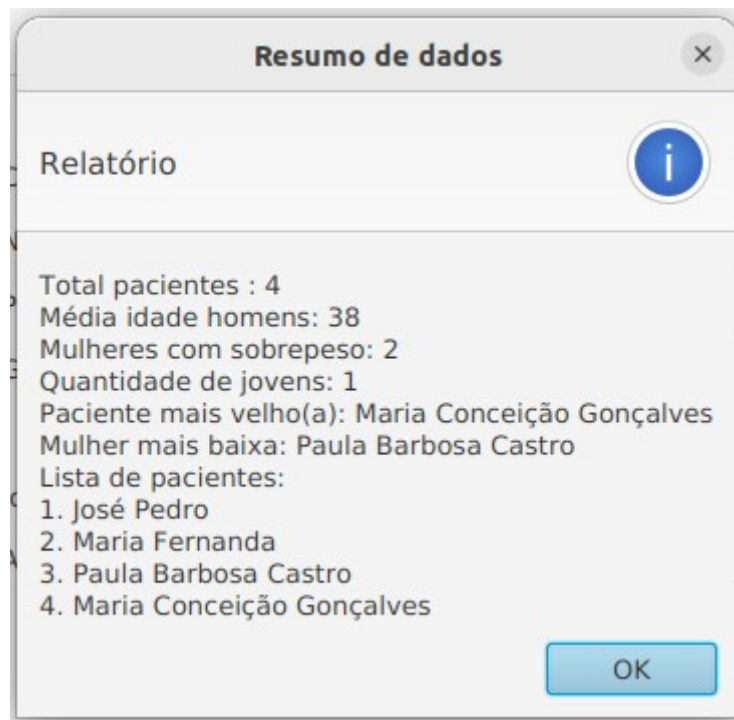 Resumo de dados
Relatório
Total pacientes : 4
Média idade homens: 38
Mulheres com sobrepeso: 2
Quantidade de jovens: 1
Paciente mais velho(a): Maria Conceição Gonçalves
Mulher mais baixa: Paula Barbosa Castro
Lista de pacientes:
1. José Pedro
2. Maria Fernanda
3. Paula Barbosa Castro
4. Maria Conceição Gonçalves
OK